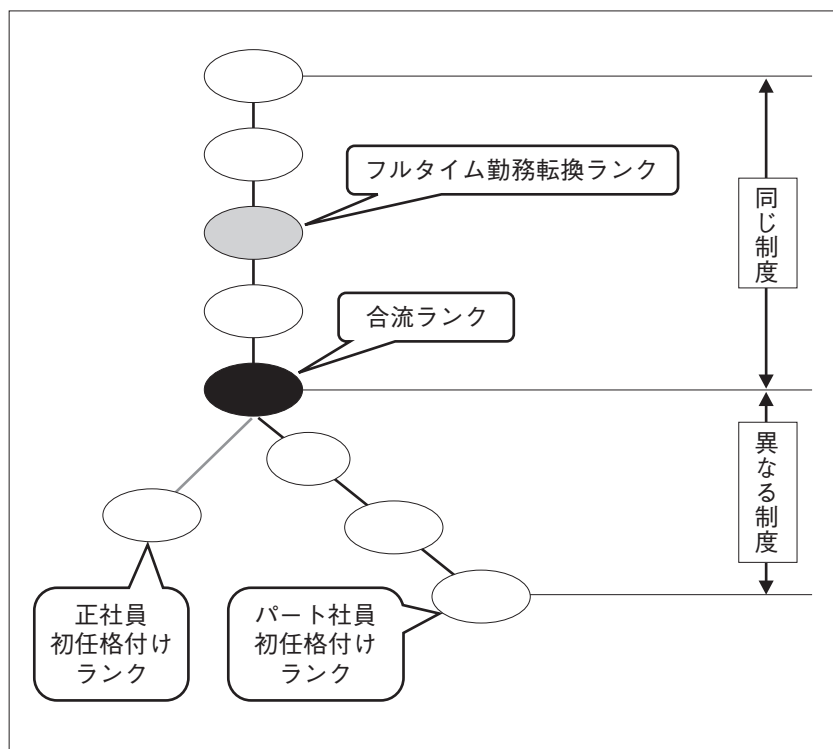 フルタイム勤務転換ランク
同じ制度
合流ランク
異なる制度
正社員
初任格付け
ランク
パート社員
初任格付け
ランク